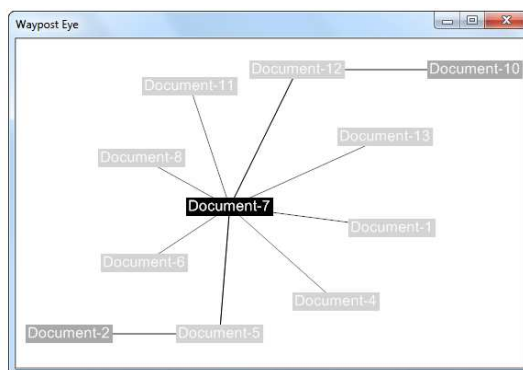 Waypost Eye
Document-12
Document-10
Document-11
Document-13
Document-8
Document-7
Document-1
Document-6
Document-4
Document-2
Document-5